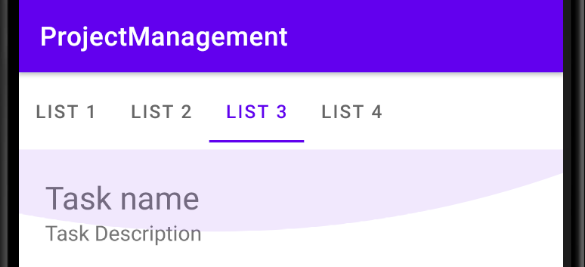 ProjectManagement
LIST 1 LIST 2 LIST 3 LIST 4
Task name
Task Description